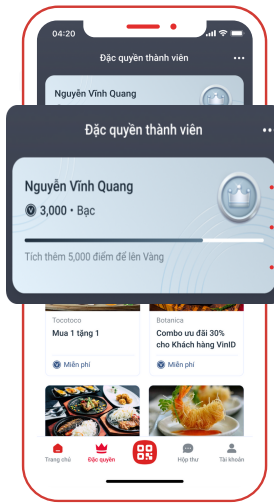 04:20
Đặc quyền thành viên
Nguyễn Vĩnh Quang
Đặc quyền thành viên
Nguyễn Vĩnh Quang
3,000 • Bạc
Tích thêm 5,000 điểm để lên Vàng
Tocotoco
Mua 1 tặng 1
Miễn phí
Botanica
Combo ưu đãi 30%
cho Khách hàng VinID
Miễn phí
Trang chủ
Đặc quyền
Hộp thư
Tài khoản